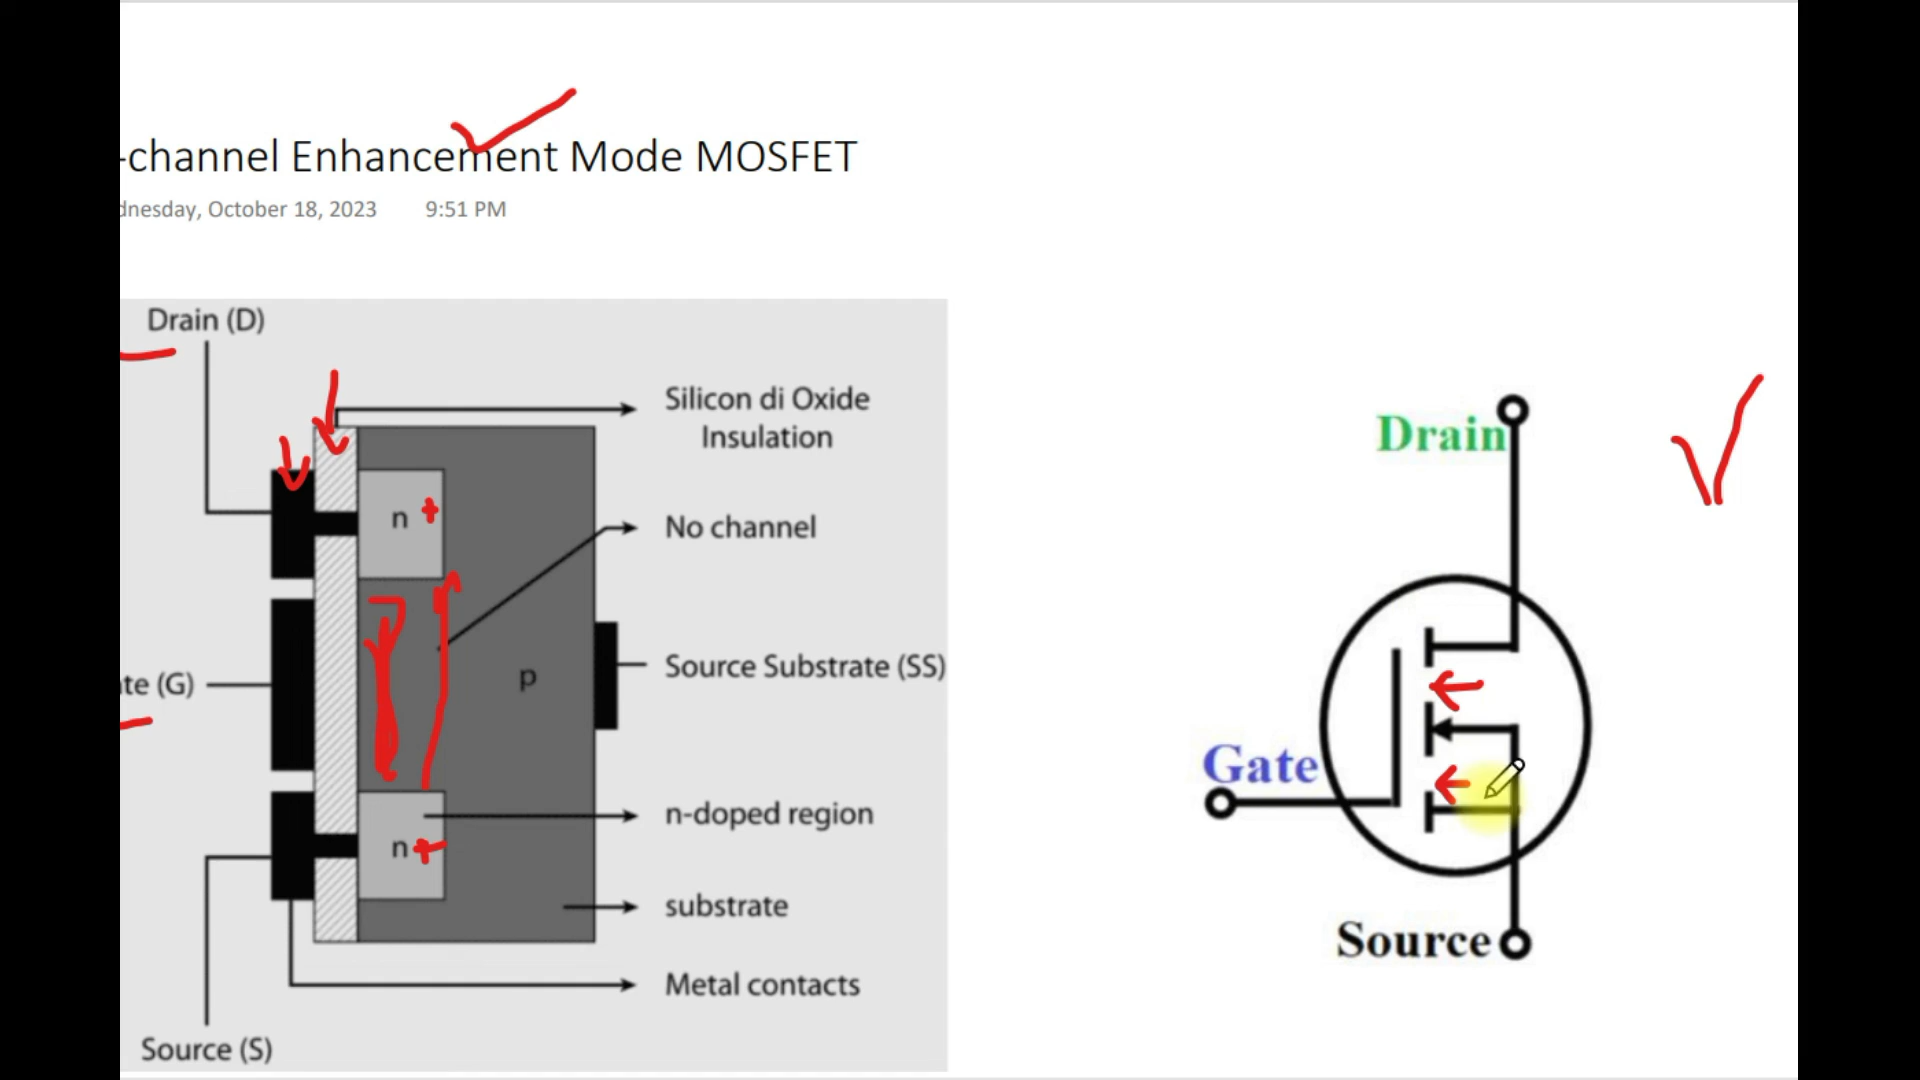 -channel Enhancement Mode MOSFET
dnesday, October 18, 2023 9:51 PM
Drain (D)
Silicon di Oxide
Insulation
n +
No channel
te (G)
p
Source Substrate (SS)
n-doped region
n +
substrate
Metal contacts
Source (S)
Drain
Gate
Source